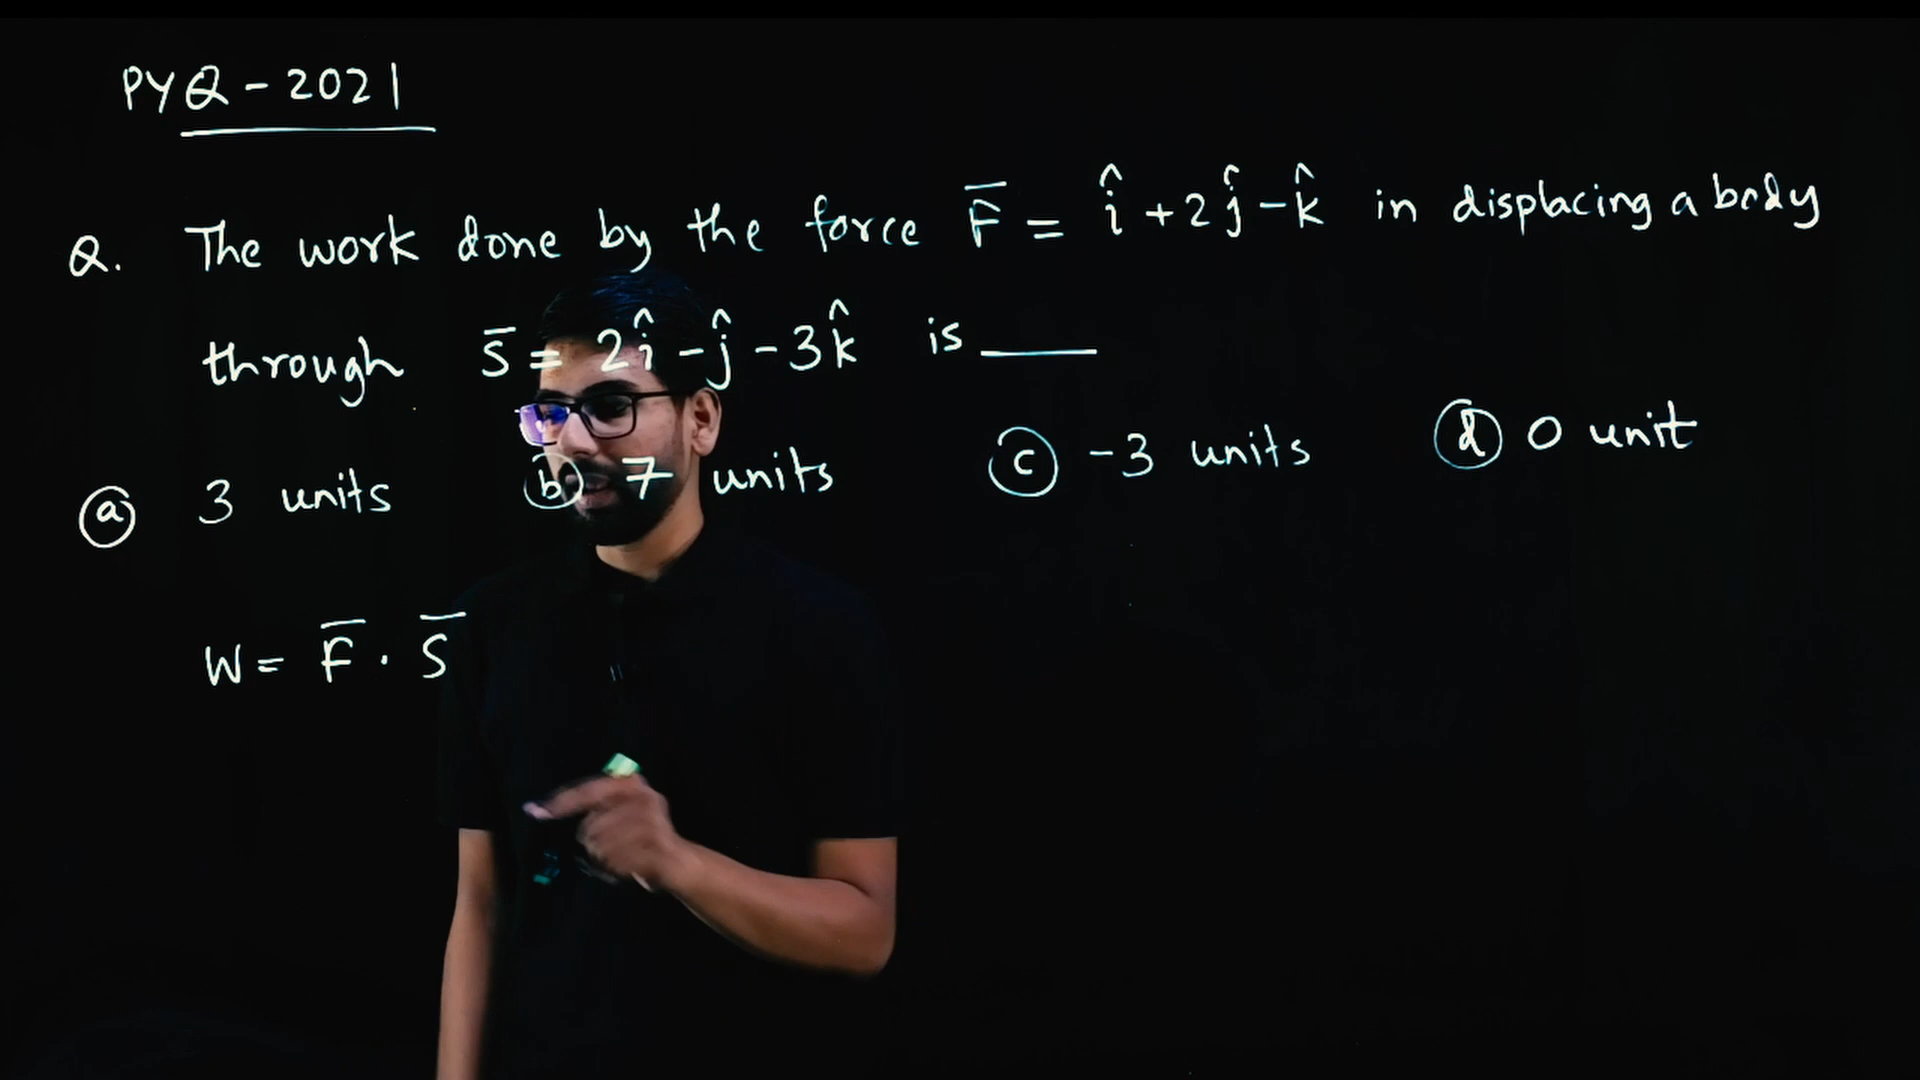 PYQ - 2021
Q. The work done by the force F̅ = î + 2ĵ - k̂ in displacing a body
through S̅ = 2î - ĵ - 3k̂ is ____
(a) 3 units (b) 7 units (c) -3 units (d) 0 unit
W = F̅ . S̅